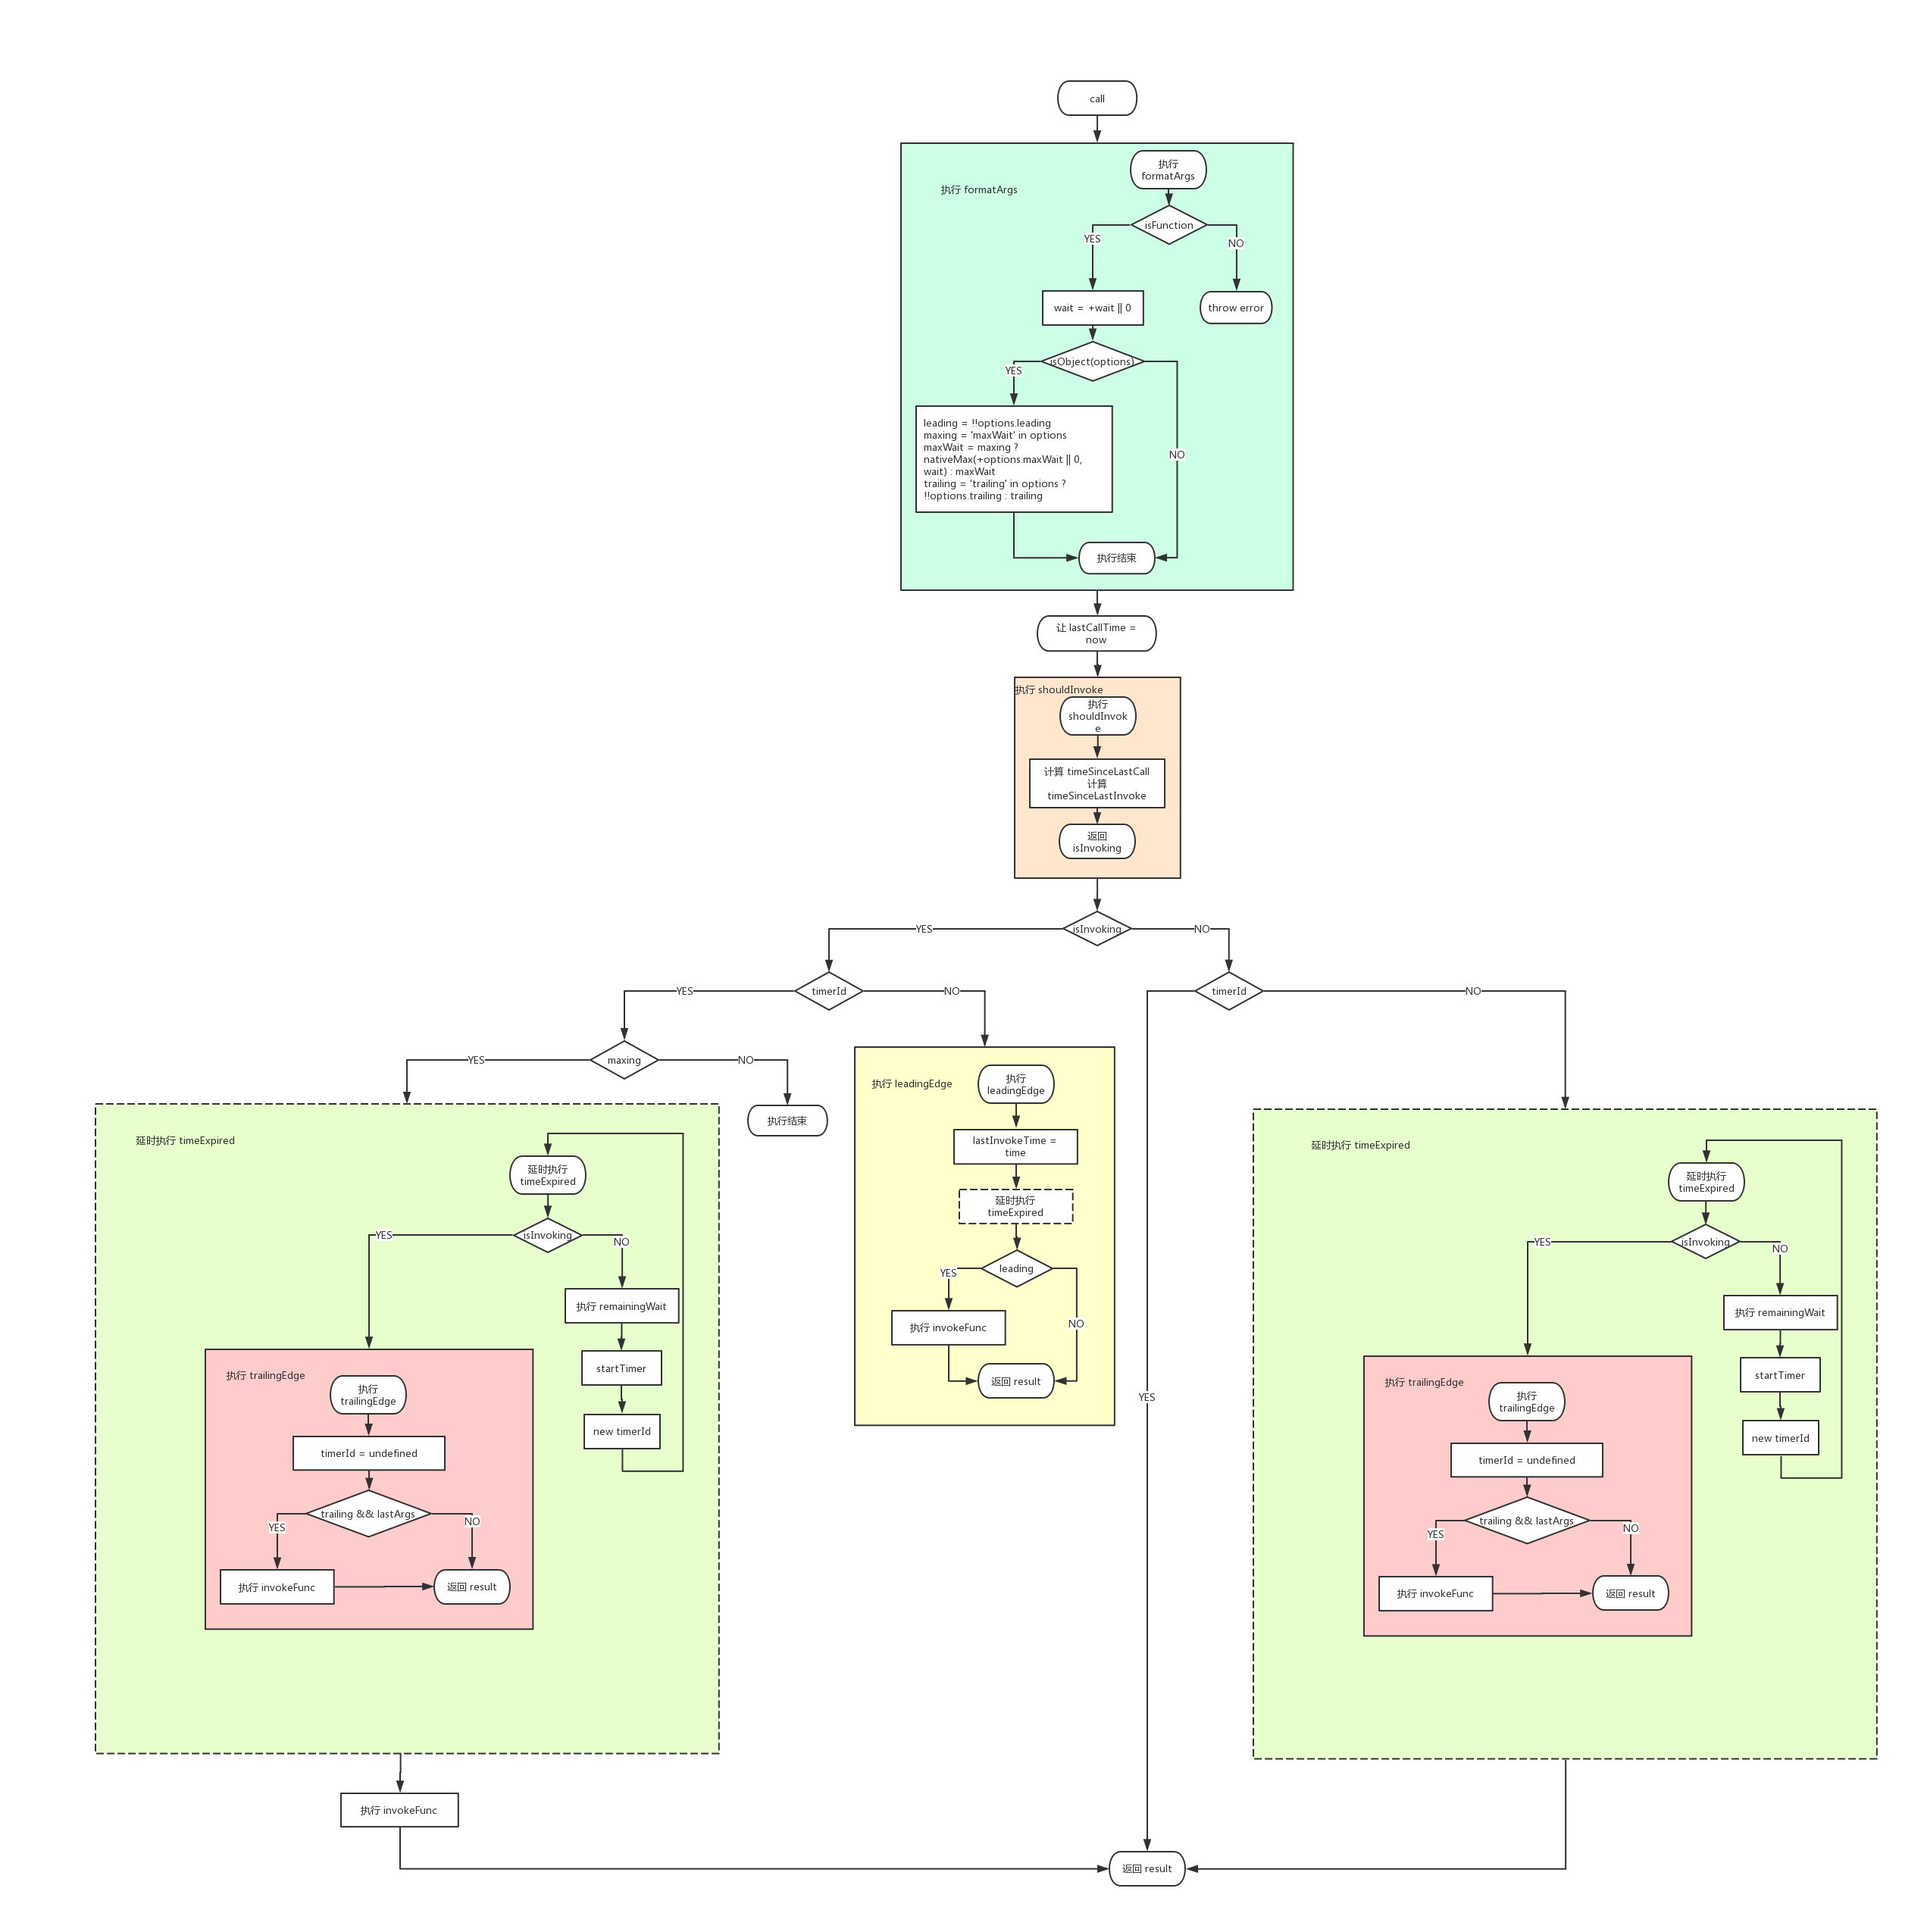 call
执行 formatArgs
执行
formatArgs
isFunction
YES
NO
wait = +wait || 0
throw error
isObject(options)
YES
NO
leading = !!options.leading
maxing = 'maxWait' in options
maxWait = maxing ?
nativeMax(+options.maxWait || 0,
wait) : maxWait
trailing = 'trailing' in options ?
!!options.trailing : trailing
执行结束
让 lastCallTime =
now
执行 shouldInvoke
执行
shouldInvok
e
计算 timeSinceLastCall
计算
timeSinceLastInvoke
返回
isInvoking
isInvoking
YES
NO
timerId
YES
NO
timerId
YES
NO
maxing
YES
NO
执行结束
延时执行 timeExpired
延时执行
timeExpired
isInvoking
YES
NO
执行 remainingWait
startTimer
new timerId
执行 trailingEdge
执行
trailingEdge
timerId = undefined
trailing && lastArgs
YES
NO
执行 invokeFunc
返回 result
执行 leadingEdge
执行
leadingEdge
lastInvokeTime =
time
延时执行
timeExpired
leading
YES
NO
执行 invokeFunc
返回 result
延时执行 timeExpired
延时执行
timeExpired
isInvoking
YES
NO
执行 remainingWait
startTimer
new timerId
执行 trailingEdge
执行
trailingEdge
timerId = undefined
trailing && lastArgs
YES
NO
执行 invokeFunc
返回 result
执行 invokeFunc
返回 result